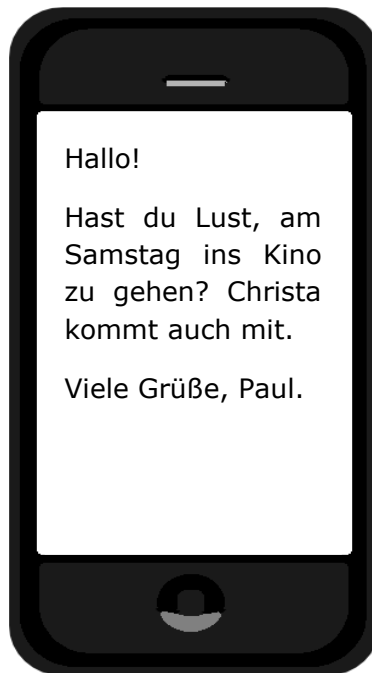 Hallo!
Hast du Lust, am
Samstag ins Kino
zu gehen? Christa
kommt auch mit.
Viele Grüße, Paul.